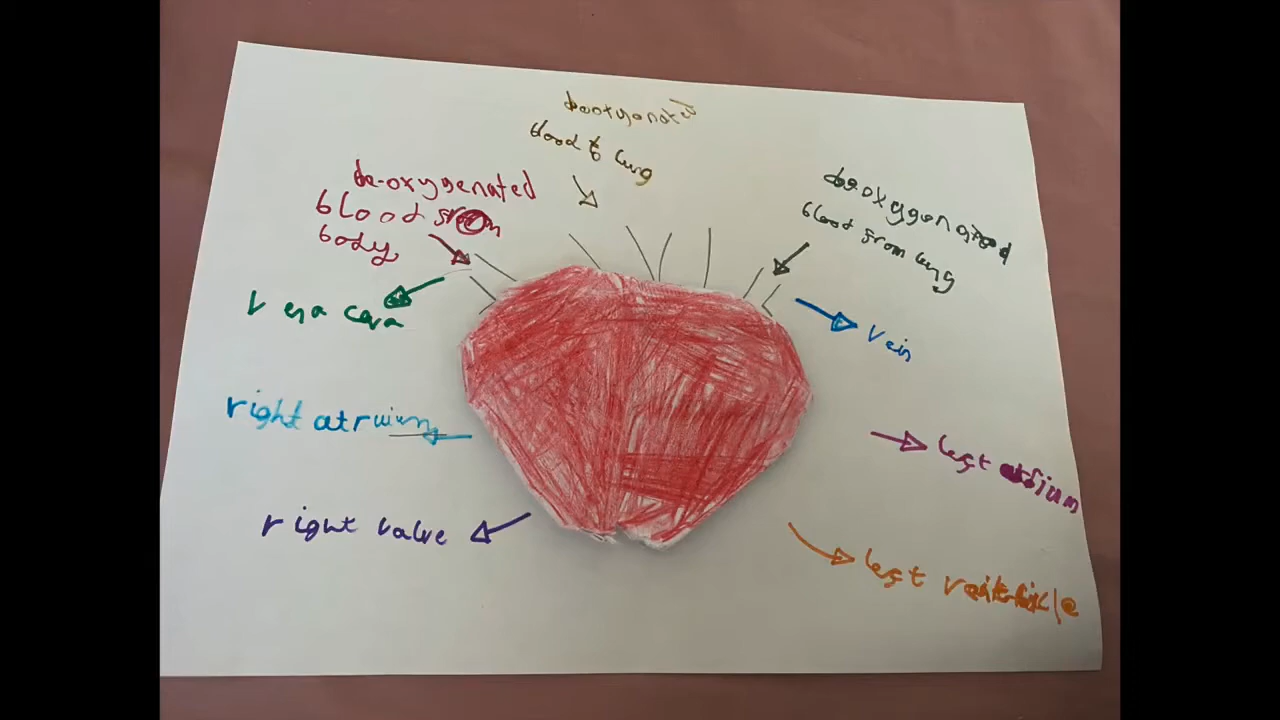 deoxygenated
blood to lung
de-oxygenated
blood from
body
deoxygenated
blood from lung
Vena cava
Vein
right atrium
left atrium
right valve
left ventricle